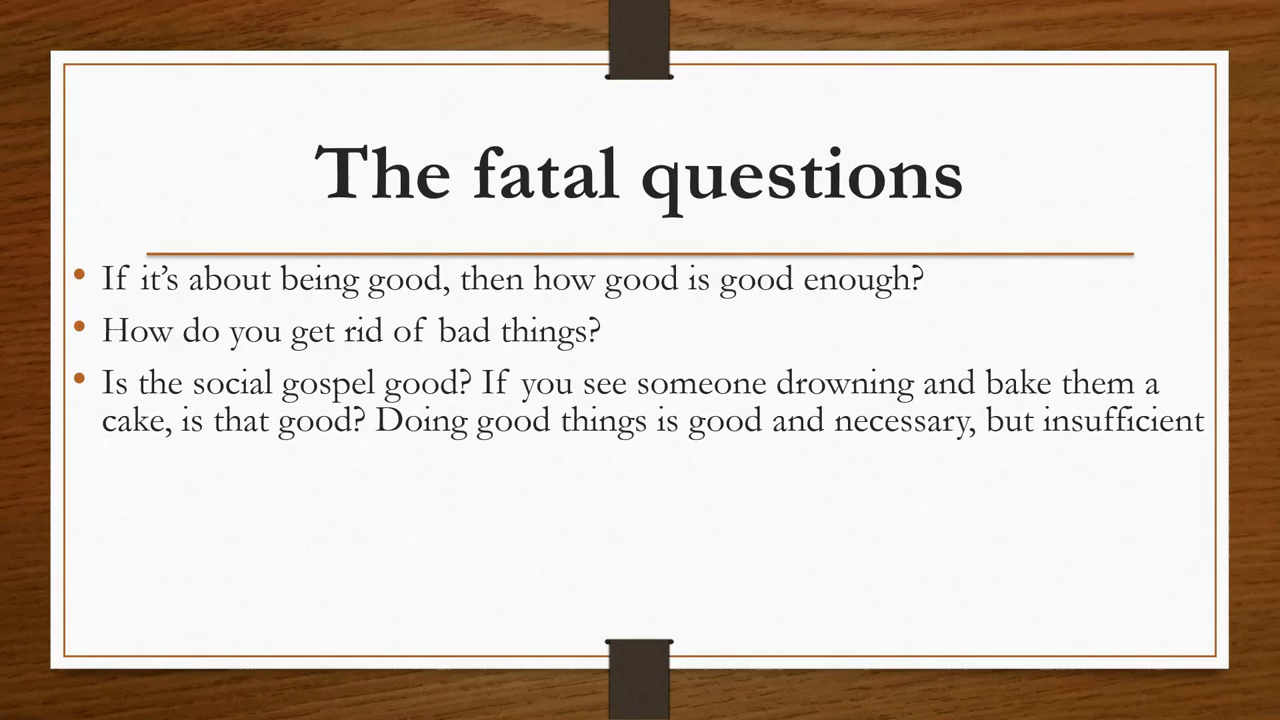 The fatal questions
• If it’s about being good, then how good is good enough?
• How do you get rid of bad things?
• Is the social gospel good? If you see someone drowning and bake them a
cake, is that good? Doing good things is good and necessary, but insufficient